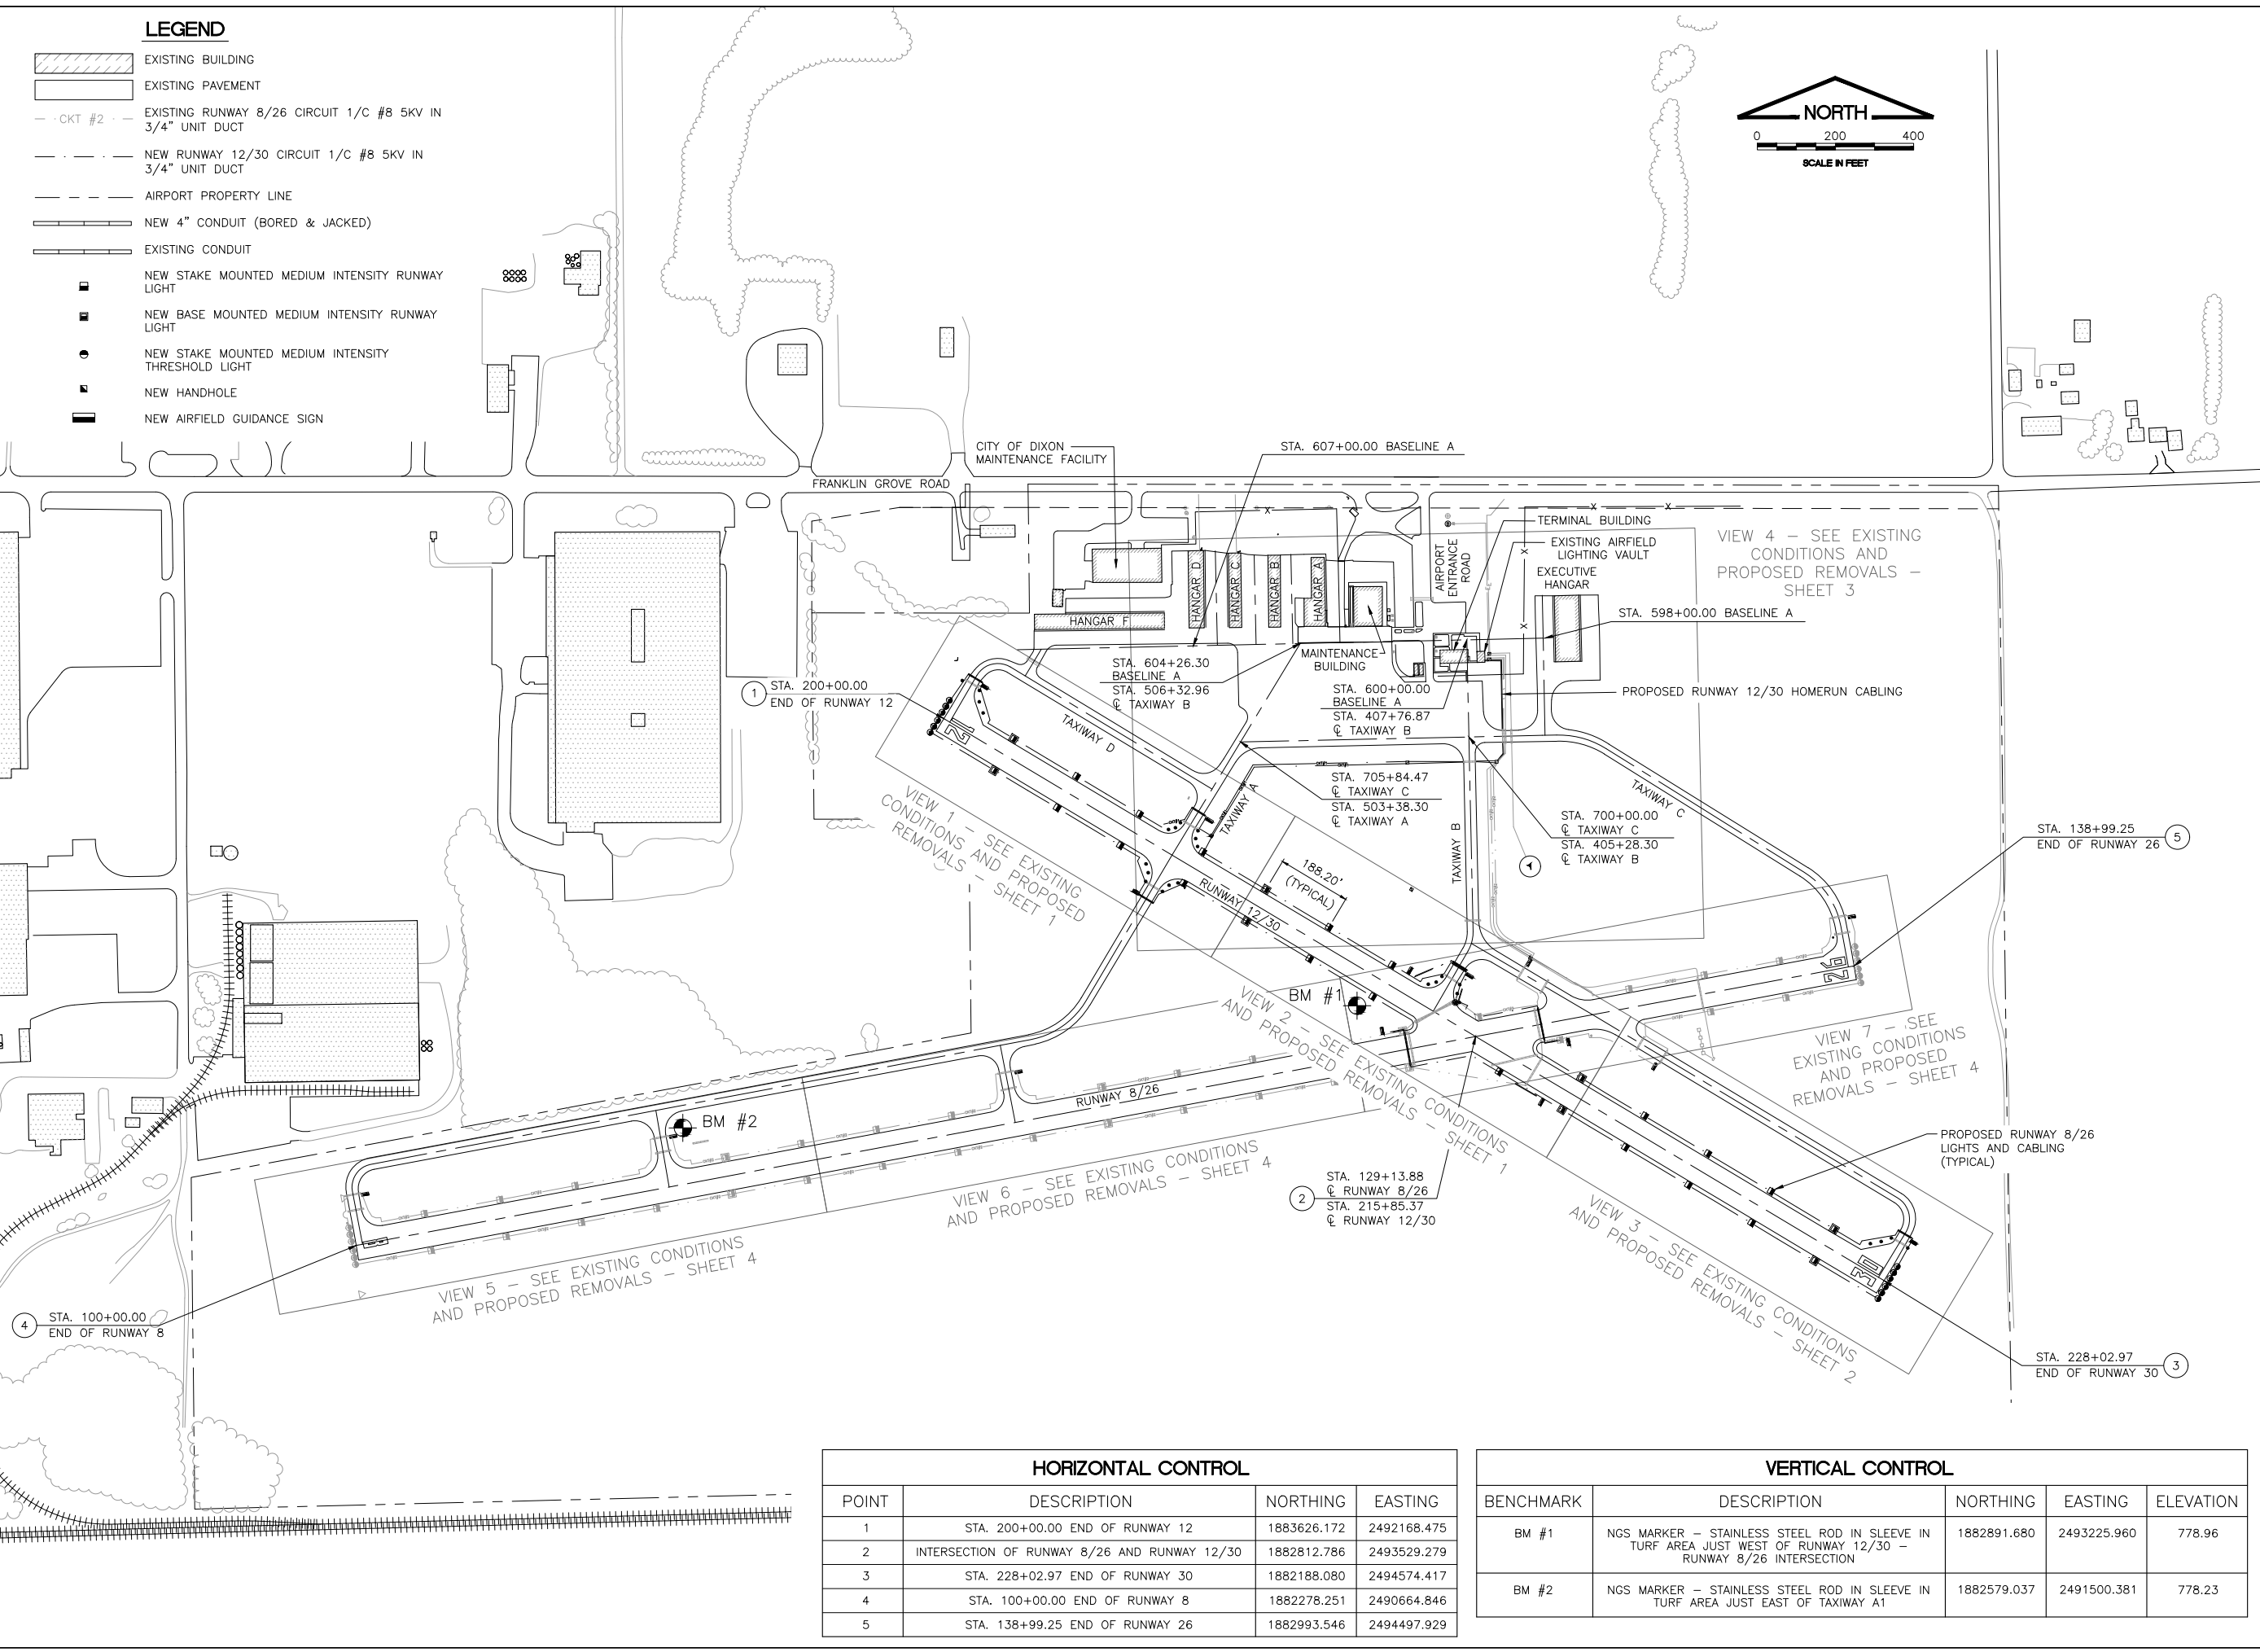 LEGEND
EXISTING BUILDING
EXISTING PAVEMENT
CKT #2
EXISTING RUNWAY 8/26 CIRCUIT 1/C #8 5KV IN
3/4" UNIT DUCT
NEW RUNWAY 12/30 CIRCUIT 1/C #8 5KV IN
3/4" UNIT DUCT
AIRPORT PROPERTY LINE
NEW 4" CONDUIT (BORED & JACKED)
EXISTING CONDUIT
NEW STAKE MOUNTED MEDIUM INTENSITY RUNWAY
LIGHT
NEW BASE MOUNTED MEDIUM INTENSITY RUNWAY
LIGHT
NEW STAKE MOUNTED MEDIUM INTENSITY
THRESHOLD LIGHT
NEW HANDHOLE
NEW AIRFIELD GUIDANCE SIGN
NORTH
0 200 400
SCALE IN FEET
CITY OF DIXON
MAINTENANCE FACILITY
STA. 607+00.00 BASELINE A
FRANKLIN GROVE ROAD
TERMINAL BUILDING
EXISTING AIRFIELD
LIGHTING VAULT
EXECUTIVE
HANGAR
AIRPORT
ENTRANCE
ROAD
VIEW 4 – SEE EXISTING
CONDITIONS AND
PROPOSED REMOVALS –
SHEET 3
HANGAR D
HANGAR C
HANGAR B
HANGAR A
HANGAR F
STA. 598+00.00 BASELINE A
MAINTENANCE
BUILDING
STA. 604+26.30
BASELINE A
STA. 506+32.96
℄ TAXIWAY B
STA. 600+00.00
BASELINE A
STA. 407+76.87
℄ TAXIWAY B
PROPOSED RUNWAY 12/30 HOMERUN CABLING
1
STA. 200+00.00
END OF RUNWAY 12
12
TAXIWAY D
TAXIWAY A
TAXIWAY B
TAXIWAY C
STA. 705+84.47
℄ TAXIWAY C
STA. 503+38.30
℄ TAXIWAY A
STA. 700+00.00
℄ TAXIWAY C
STA. 405+28.30
℄ TAXIWAY B
STA. 138+99.25
END OF RUNWAY 26
5
VIEW 1 – SEE EXISTING
CONDITIONS AND PROPOSED
REMOVALS – SHEET 1
188.20'
(TYPICAL)
RUNWAY 12/30
26
BM #1
VIEW 2 – SEE EXISTING CONDITIONS
AND PROPOSED REMOVALS – SHEET 1
VIEW 7 – SEE
EXISTING CONDITIONS
AND PROPOSED
REMOVALS – SHEET 4
BM #2
RUNWAY 8/26
PROPOSED RUNWAY 8/26
LIGHTS AND CABLING
(TYPICAL)
VIEW 6 – SEE EXISTING CONDITIONS
AND PROPOSED REMOVALS – SHEET 4
2
STA. 129+13.88
℄ RUNWAY 8/26
STA. 215+85.37
℄ RUNWAY 12/30
VIEW 3 – SEE EXISTING CONDITIONS
AND PROPOSED REMOVALS – SHEET 2
30
VIEW 5 – SEE EXISTING CONDITIONS
AND PROPOSED REMOVALS – SHEET 4
4
STA. 100+00.00
END OF RUNWAY 8
STA. 228+02.97
END OF RUNWAY 30
3
HORIZONTAL CONTROL
POINT DESCRIPTION NORTHING EASTING
1 STA. 200+00.00 END OF RUNWAY 12 1883626.172 2492168.475
2 INTERSECTION OF RUNWAY 8/26 AND RUNWAY 12/30 1882812.786 2493529.279
3 STA. 228+02.97 END OF RUNWAY 30 1882188.080 2494574.417
4 STA. 100+00.00 END OF RUNWAY 8 1882278.251 2490664.846
5 STA. 138+99.25 END OF RUNWAY 26 1882993.546 2494497.929
VERTICAL CONTROL
BENCHMARK DESCRIPTION NORTHING EASTING ELEVATION
BM #1 NGS MARKER – STAINLESS STEEL ROD IN SLEEVE IN 1882891.680 2493225.960 778.96
TURF AREA JUST WEST OF RUNWAY 12/30 –
RUNWAY 8/26 INTERSECTION
BM #2 NGS MARKER – STAINLESS STEEL ROD IN SLEEVE IN 1882579.037 2491500.381 778.23
TURF AREA JUST EAST OF TAXIWAY A1